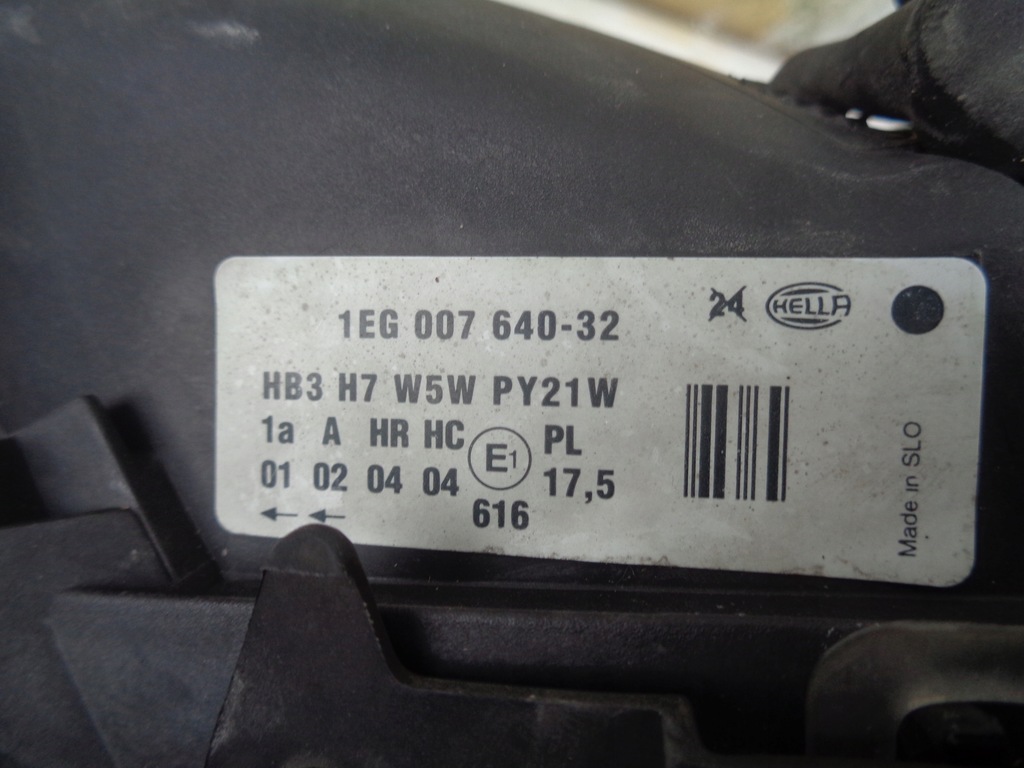 24 HELLA
1EG 007 640-32
HB3 H7 W5W PY21W
1a A HR HC E1 PL
01 02 04 04 17,5
← ← 616
Made in SLO